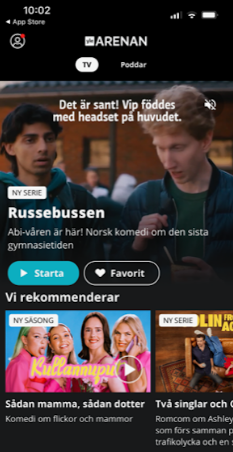 10:02
App Store
yle ARENAN
TV Poddar
Det är sant! Vip föddes
med headset på huvudet.
NY SERIE
Russebussen
Abi-våren är här! Norsk komedi om den sista
gymnasietiden
Starta Favorit
Vi rekommenderar
NY SÄSONG NY SERIE
Kullannupu
Sådan mamma, sådan dotter Två singlar och
Komedi om flickor och mammor Romcom om Ashley
som förs samman p
trafikolycka och en s